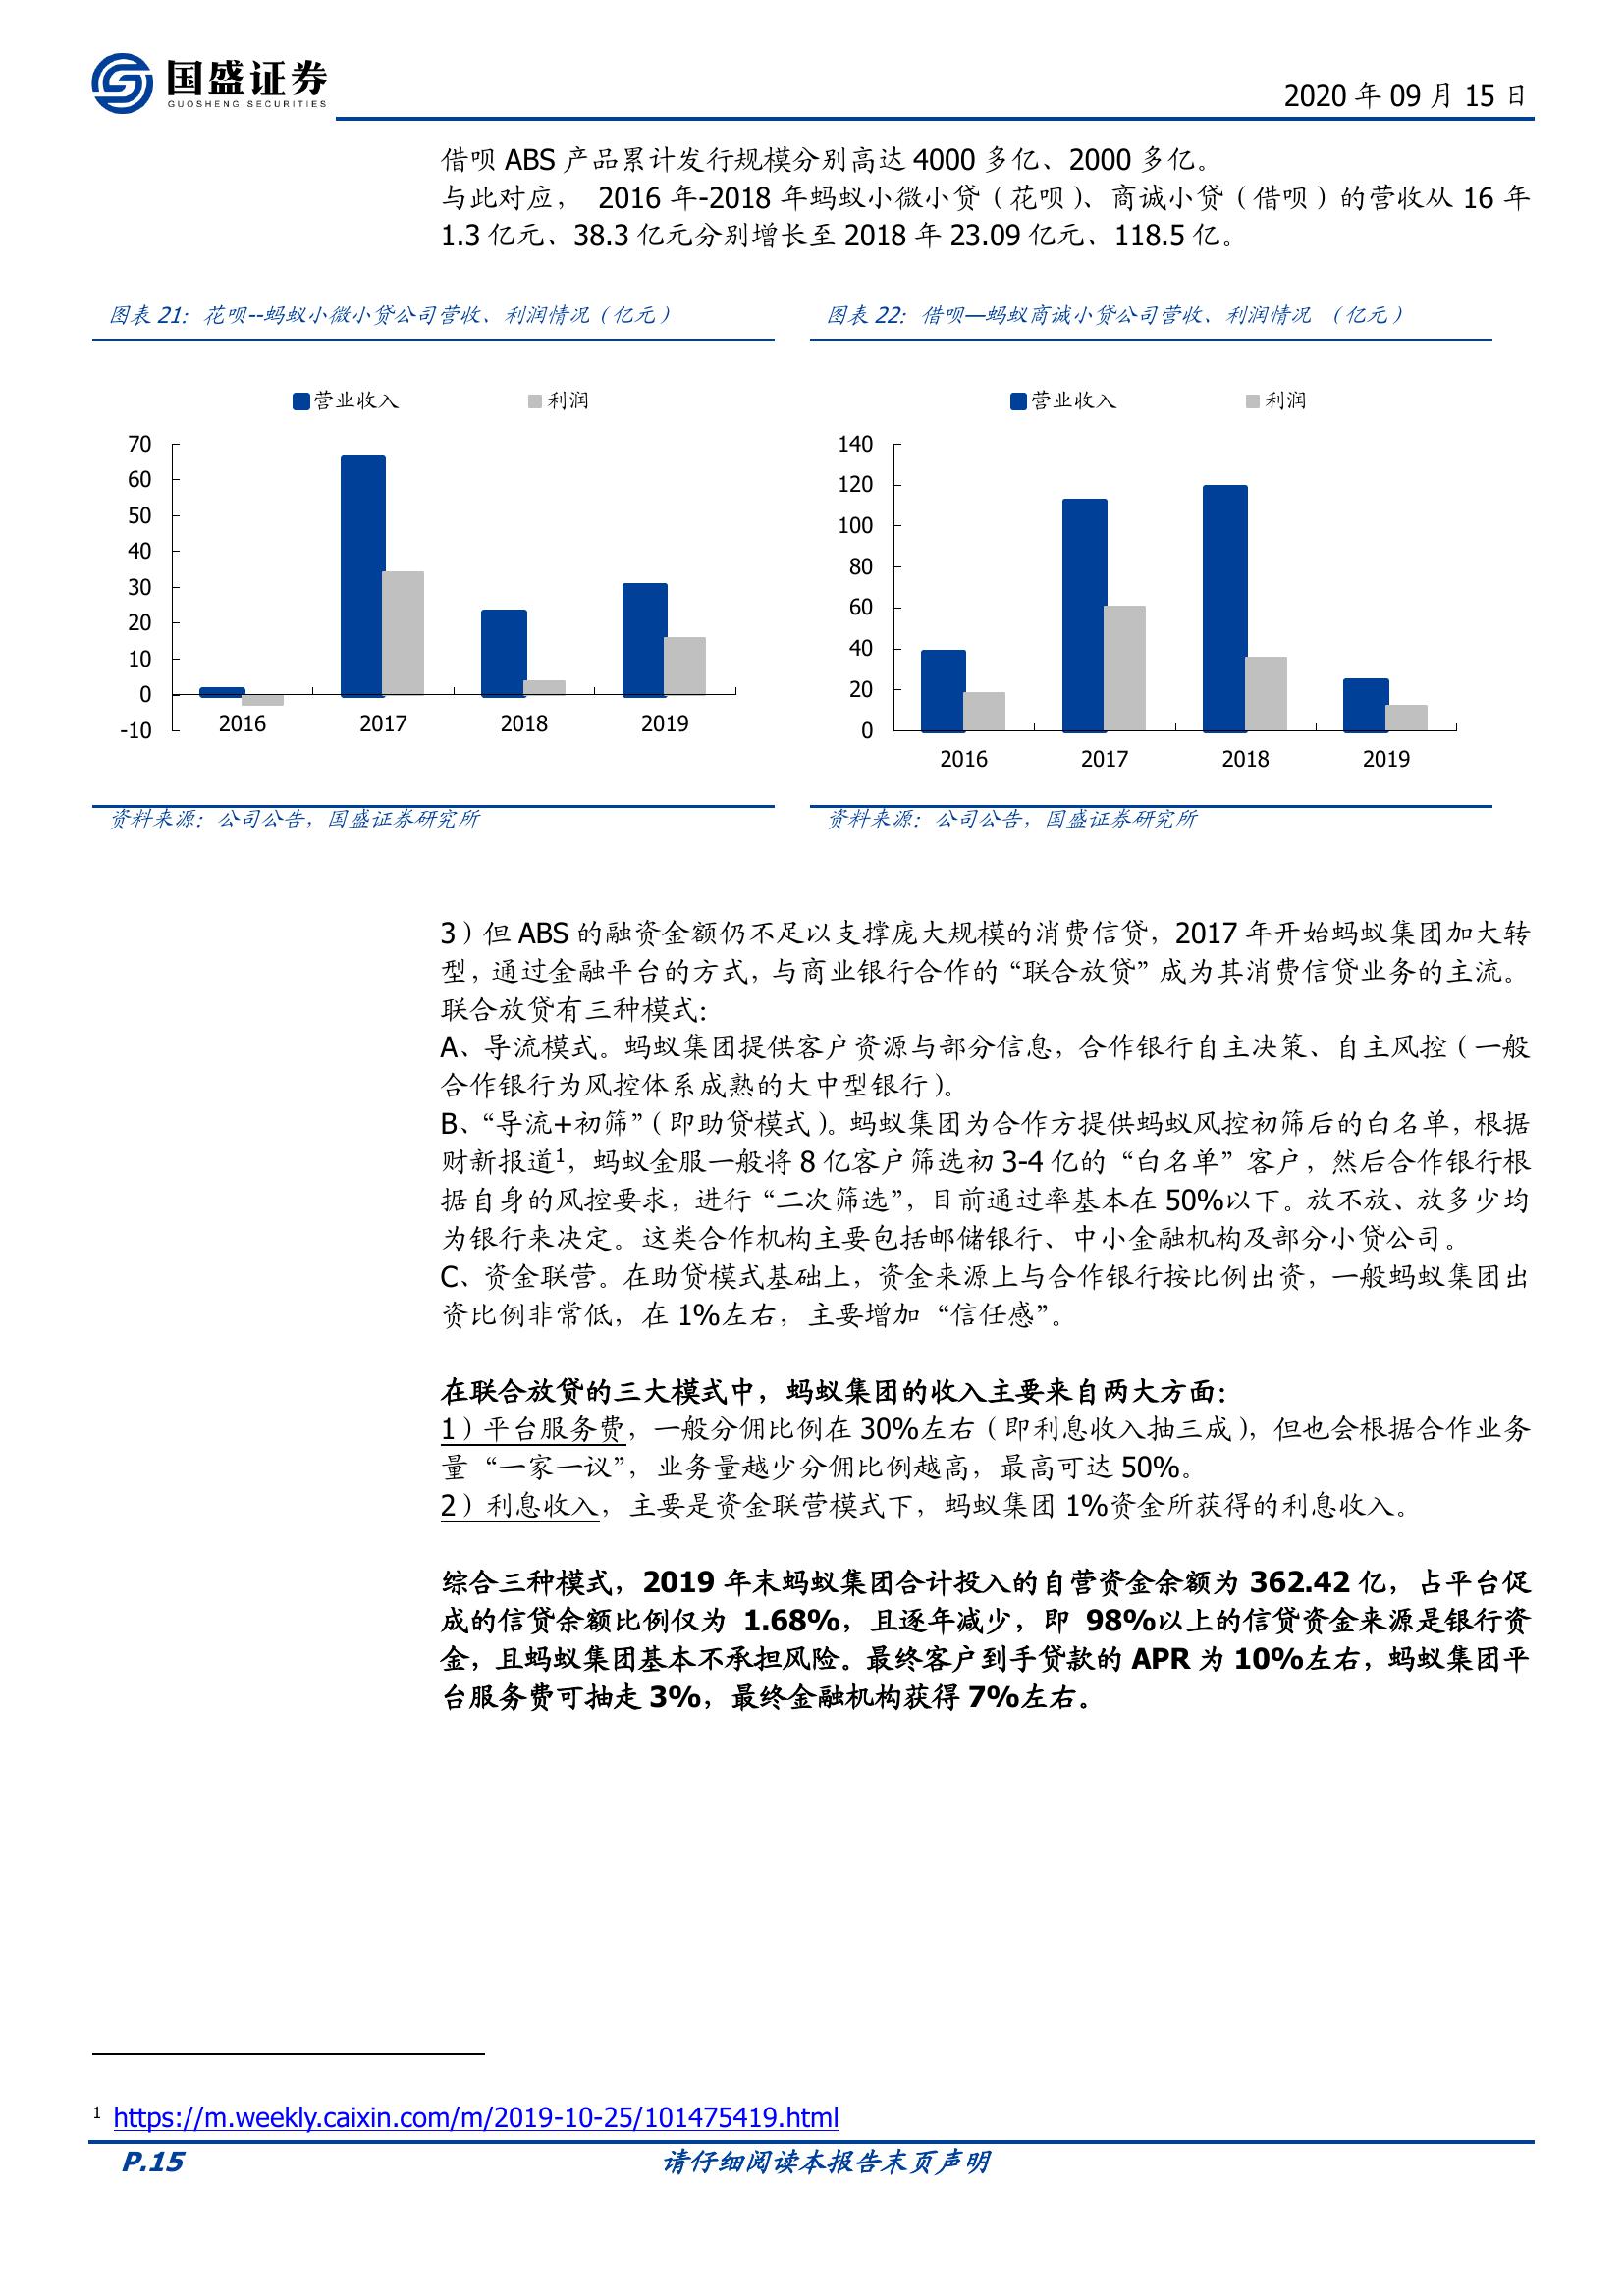 国盛证券
GUOSHENG SECURITIES
2020 年 09 月 15 日
借呗 ABS 产品累计发行规模分别高达 4000 多亿、2000 多亿。
与此对应， 2016 年-2018 年蚂蚁小微小贷（花呗）、商诚小贷（借呗）的营收从 16 年
1.3 亿元、38.3 亿元分别增长至 2018 年 23.09 亿元、118.5 亿。
图表 21：花呗--蚂蚁小微小贷公司营收、利润情况（亿元）
营业收入 利润
70
60
50
40
30
20
10
0
-10
2016 2017 2018 2019
资料来源：公司公告，国盛证券研究所
图表 22：借呗—蚂蚁商诚小贷公司营收、利润情况 （亿元）
营业收入 利润
140
120
100
80
60
40
20
0
2016 2017 2018 2019
资料来源：公司公告，国盛证券研究所
3）但 ABS 的融资金额仍不足以支撑庞大规模的消费信贷，2017 年开始蚂蚁集团加大转
型，通过金融平台的方式，与商业银行合作的“联合放贷”成为其消费信贷业务的主流。
联合放贷有三种模式：
A、导流模式。蚂蚁集团提供客户资源与部分信息，合作银行自主决策、自主风控（一般
合作银行为风控体系成熟的大中型银行）。
B、“导流+初筛”（即助贷模式）。蚂蚁集团为合作方提供蚂蚁风控初筛后的白名单，根据
财新报道1，蚂蚁金服一般将 8 亿客户筛选初 3-4 亿的“白名单”客户，然后合作银行根
据自身的风控要求，进行“二次筛选”，目前通过率基本在 50%以下。放不放、放多少均
为银行来决定。这类合作机构主要包括邮储银行、中小金融机构及部分小贷公司。
C、资金联营。在助贷模式基础上，资金来源上与合作银行按比例出资，一般蚂蚁集团出
资比例非常低，在 1%左右，主要增加“信任感”。
在联合放贷的三大模式中，蚂蚁集团的收入主要来自两大方面：
1）平台服务费，一般分佣比例在 30%左右（即利息收入抽三成），但也会根据合作业务
量“一家一议”，业务量越少分佣比例越高，最高可达 50%。
2）利息收入，主要是资金联营模式下，蚂蚁集团 1%资金所获得的利息收入。
综合三种模式，2019 年末蚂蚁集团合计投入的自营资金余额为 362.42 亿，占平台促
成的信贷余额比例仅为 1.68%，且逐年减少，即 98%以上的信贷资金来源是银行资
金，且蚂蚁集团基本不承担风险。最终客户到手贷款的 APR 为 10%左右，蚂蚁集团平
台服务费可抽走 3%，最终金融机构获得 7%左右。
1 https://m.weekly.caixin.com/m/2019-10-25/101475419.html
P.15 请仔细阅读本报告末页声明